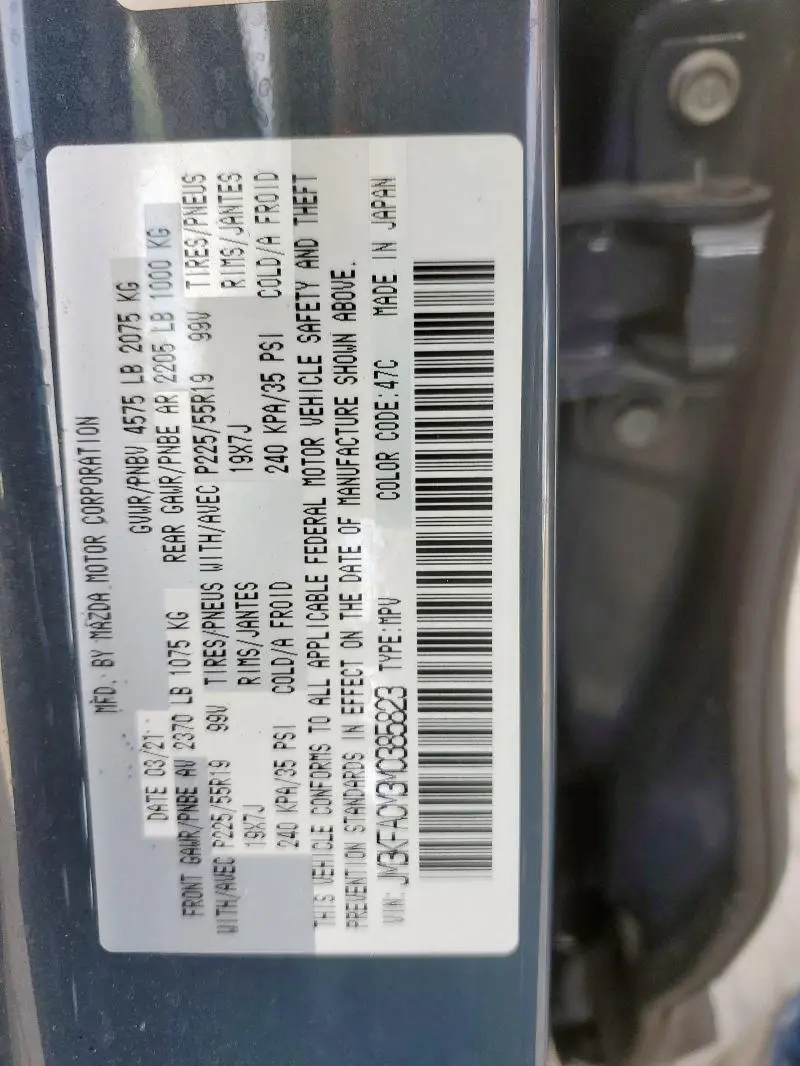 MFD. BY MAZDA MOTOR CORPORATION
DATE 03/21 GVWR/PNBV 4575 LB 2075 KG
FRONT GAWR/PNBE AV 2370 LB 1075 KG REAR GAWR/PNBE AR 2205 LB 1000 KG
WITH/AVEC P225/55R19 99V TIRES/PNEUS WITH/AVEC P225/55R19 99V TIRES/PNEUS
19X7J RIMS/JANTES 19X7J RIMS/JANTES
240 KPA/35 PSI COLD/A FROID 240 KPA/35 PSI COLD/A FROID
THIS VEHICLE CONFORMS TO ALL APPLICABLE FEDERAL MOTOR VEHICLE SAFETY AND THEFT
PREVENTION STANDARDS IN EFFECT ON THE DATE OF MANUFACTURE SHOWN ABOVE.
VIN: JM3KFACM3M0385823 TYPE:MPV COLOR CODE:47C MADE IN JAPAN